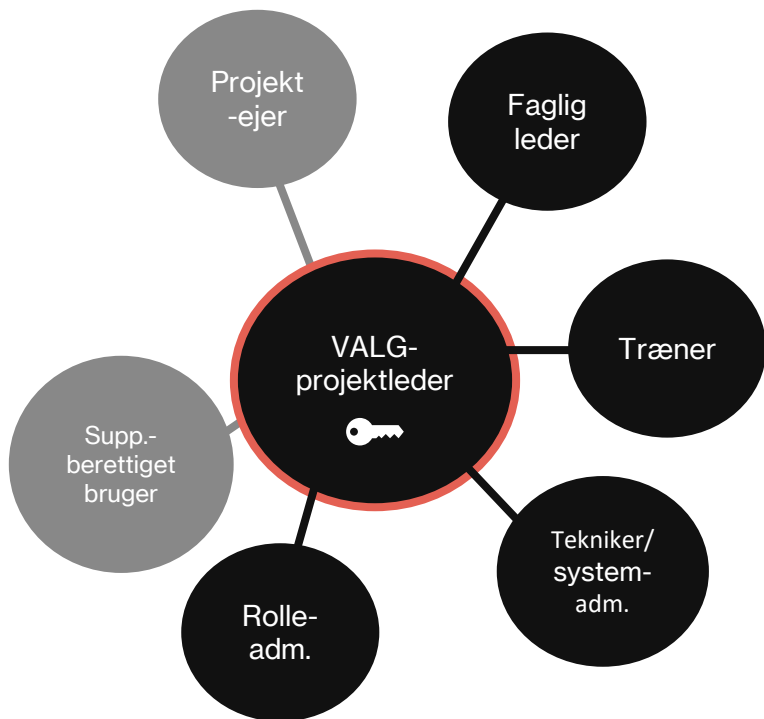 Projekt
-ejer
Faglig
leder
VALG-
projektleder
Træner
Supp.-
berettiget
bruger
Tekniker/
system-
adm.
Rolle-
adm.